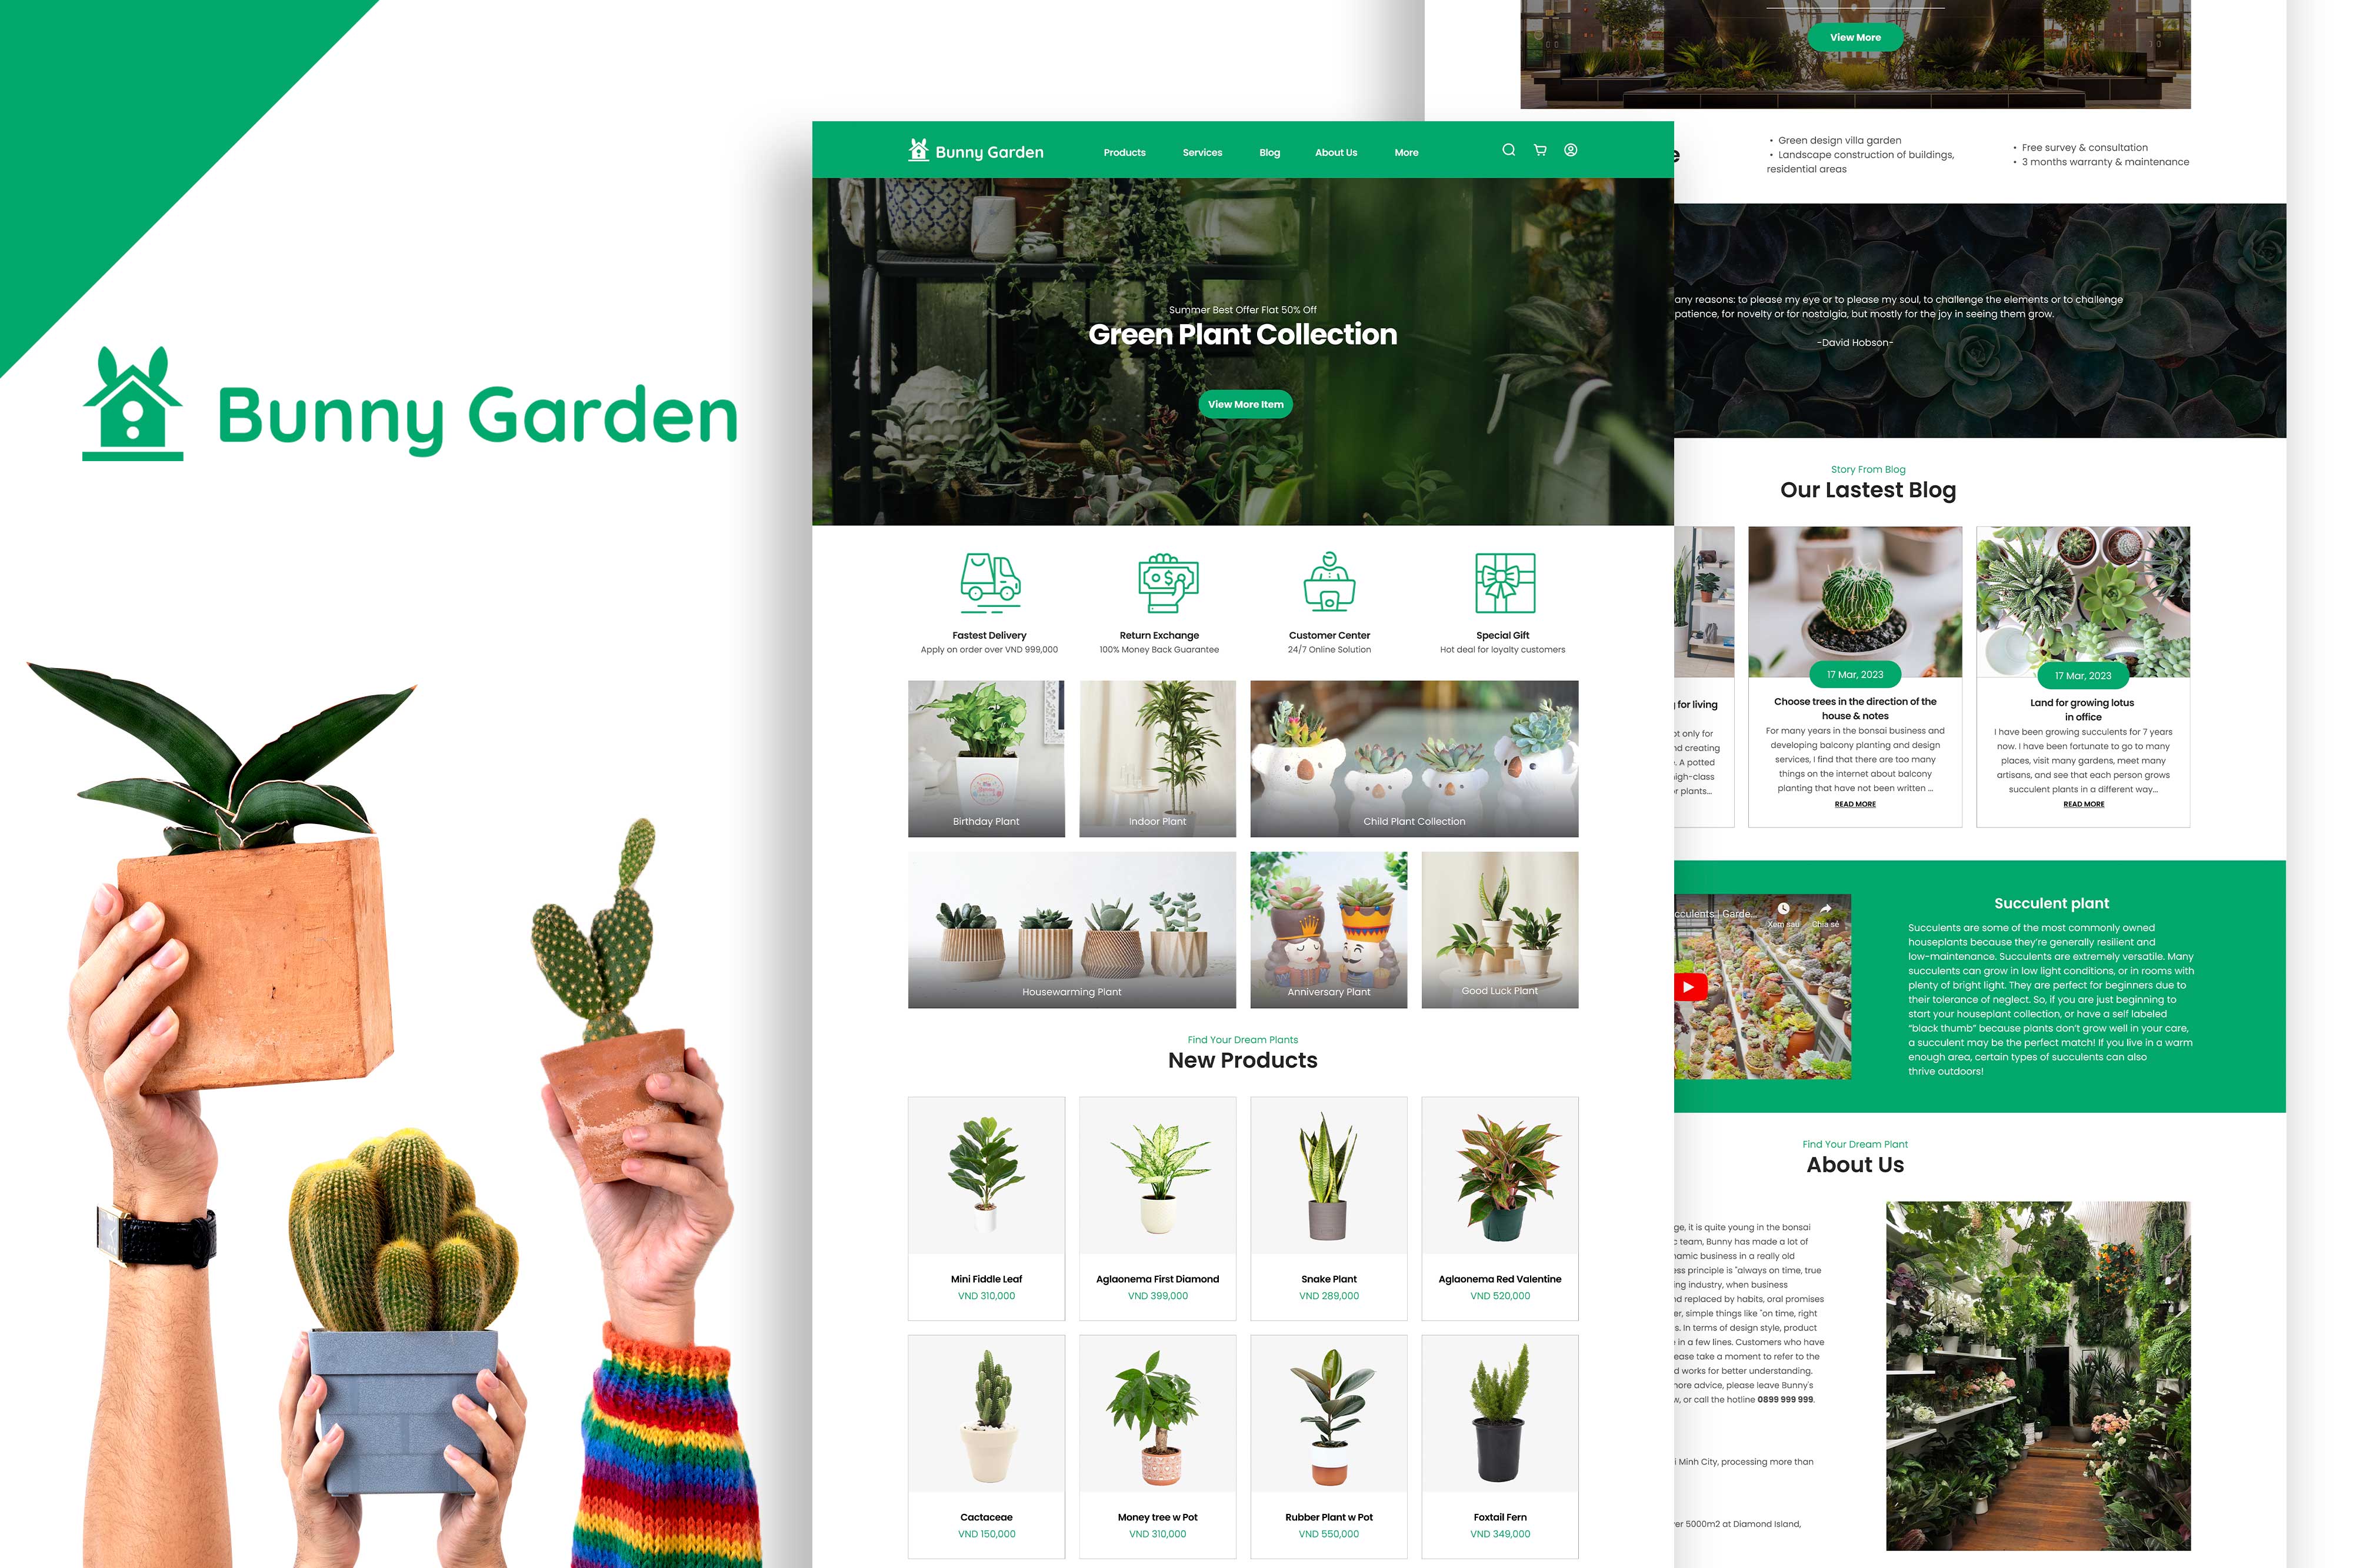 Bunny Garden
Bunny Garden
Products
Services
Blog
About Us
More
Summer Best Offer Flat 50% Off
Green Plant Collection
View More Item
Fastest Delivery
Apply on order over VND 999,000
Return Exchange
100% Money Back Guarantee
Customer Center
24/7 Online Solution
Special Gift
Hot deal for loyalty customers
Birthday Plant
Indoor Plant
Child Plant Collection
Housewarming Plant
Anniversary Plant
Good Luck Plant
Find Your Dream Plants
New Products
Mini Fiddle Leaf
VND 310,000
Aglaonema First Diamond
VND 399,000
Snake Plant
VND 289,000
Aglaonema Red Valentine
VND 520,000
Cactaceae
VND 150,000
Money tree w Pot
VND 310,000
Rubber Plant w Pot
VND 550,000
Foxtail Fern
VND 349,000
View More
• Green design villa garden
• Landscape construction of buildings,
residential areas
• Free survey & consultation
• 3 months warranty & maintenance
any reasons: to please my eye or to please my soul, to challenge the elements or to challenge
patience, for novelty or for nostalgia, but mostly for the joy in seeing them grow.
-David Hobson-
Story From Blog
Our Lastest Blog
for living
ot only for
nd creating
. A potted
high-class
r plants...
17 Mar, 2023
Choose trees in the direction of the
house & notes
For many years in the bonsai business and
developing balcony planting and design
services, I find that there are too many
things on the internet about balcony
planting that have not been written ...
READ MORE
17 Mar, 2023
Land for growing lotus
in office
I have been growing succulents for 7 years
now. I have been fortunate to go to many
places, visit many gardens, meet many
artisans, and see that each person grows
succulent plants in a different way...
READ MORE
cculents | Garde...
Xem sau
Chia sẻ
Succulent plant
Succulents are some of the most commonly owned
houseplants because they're generally resilient and
low-maintenance. Succulents are extremely versatile. Many
succulents can grow in low light conditions, or in rooms with
plenty of bright light. They are perfect for beginners due to
their tolerance of neglect. So, if you are just beginning to
start your houseplant collection, or have a self labeled
“black thumb” because plants don't grow well in your care,
a succulent may be the perfect match! If you live in a warm
enough area, certain types of succulents can also
thrive outdoors!
Find Your Dream Plant
About Us
ge, it is quite young in the bonsai
c team, Bunny has made a lot of
namic business in a really old
ess principle is "always on time, true
ing industry, when business
nd replaced by habits, oral promises
er, simple things like "on time, right
s. In terms of design style, product
e in a few lines. Customers who have
ease take a moment to refer to the
d works for better understanding.
nore advice, please leave Bunny's
w, or call the hotline 0899 999 999.
i Minh City, processing more than
er 5000m2 at Diamond Island,